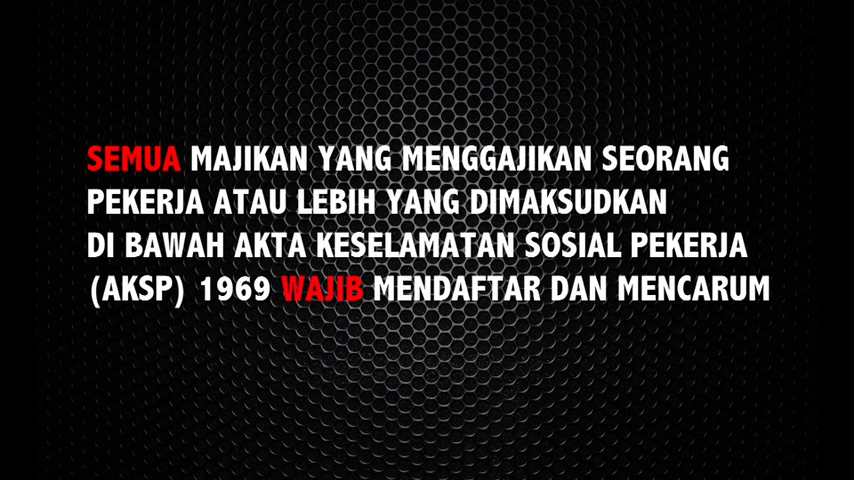 SEMUA MAJIKAN YANG MENGGAJIKAN SEORANG
PEKERJA ATAU LEBIH YANG DIMAKSUDKAN
DI BAWAH AKTA KESELAMATAN SOSIAL PEKERJA
(AKSP) 1969 WAJIB MENDAFTAR DAN MENCARUM